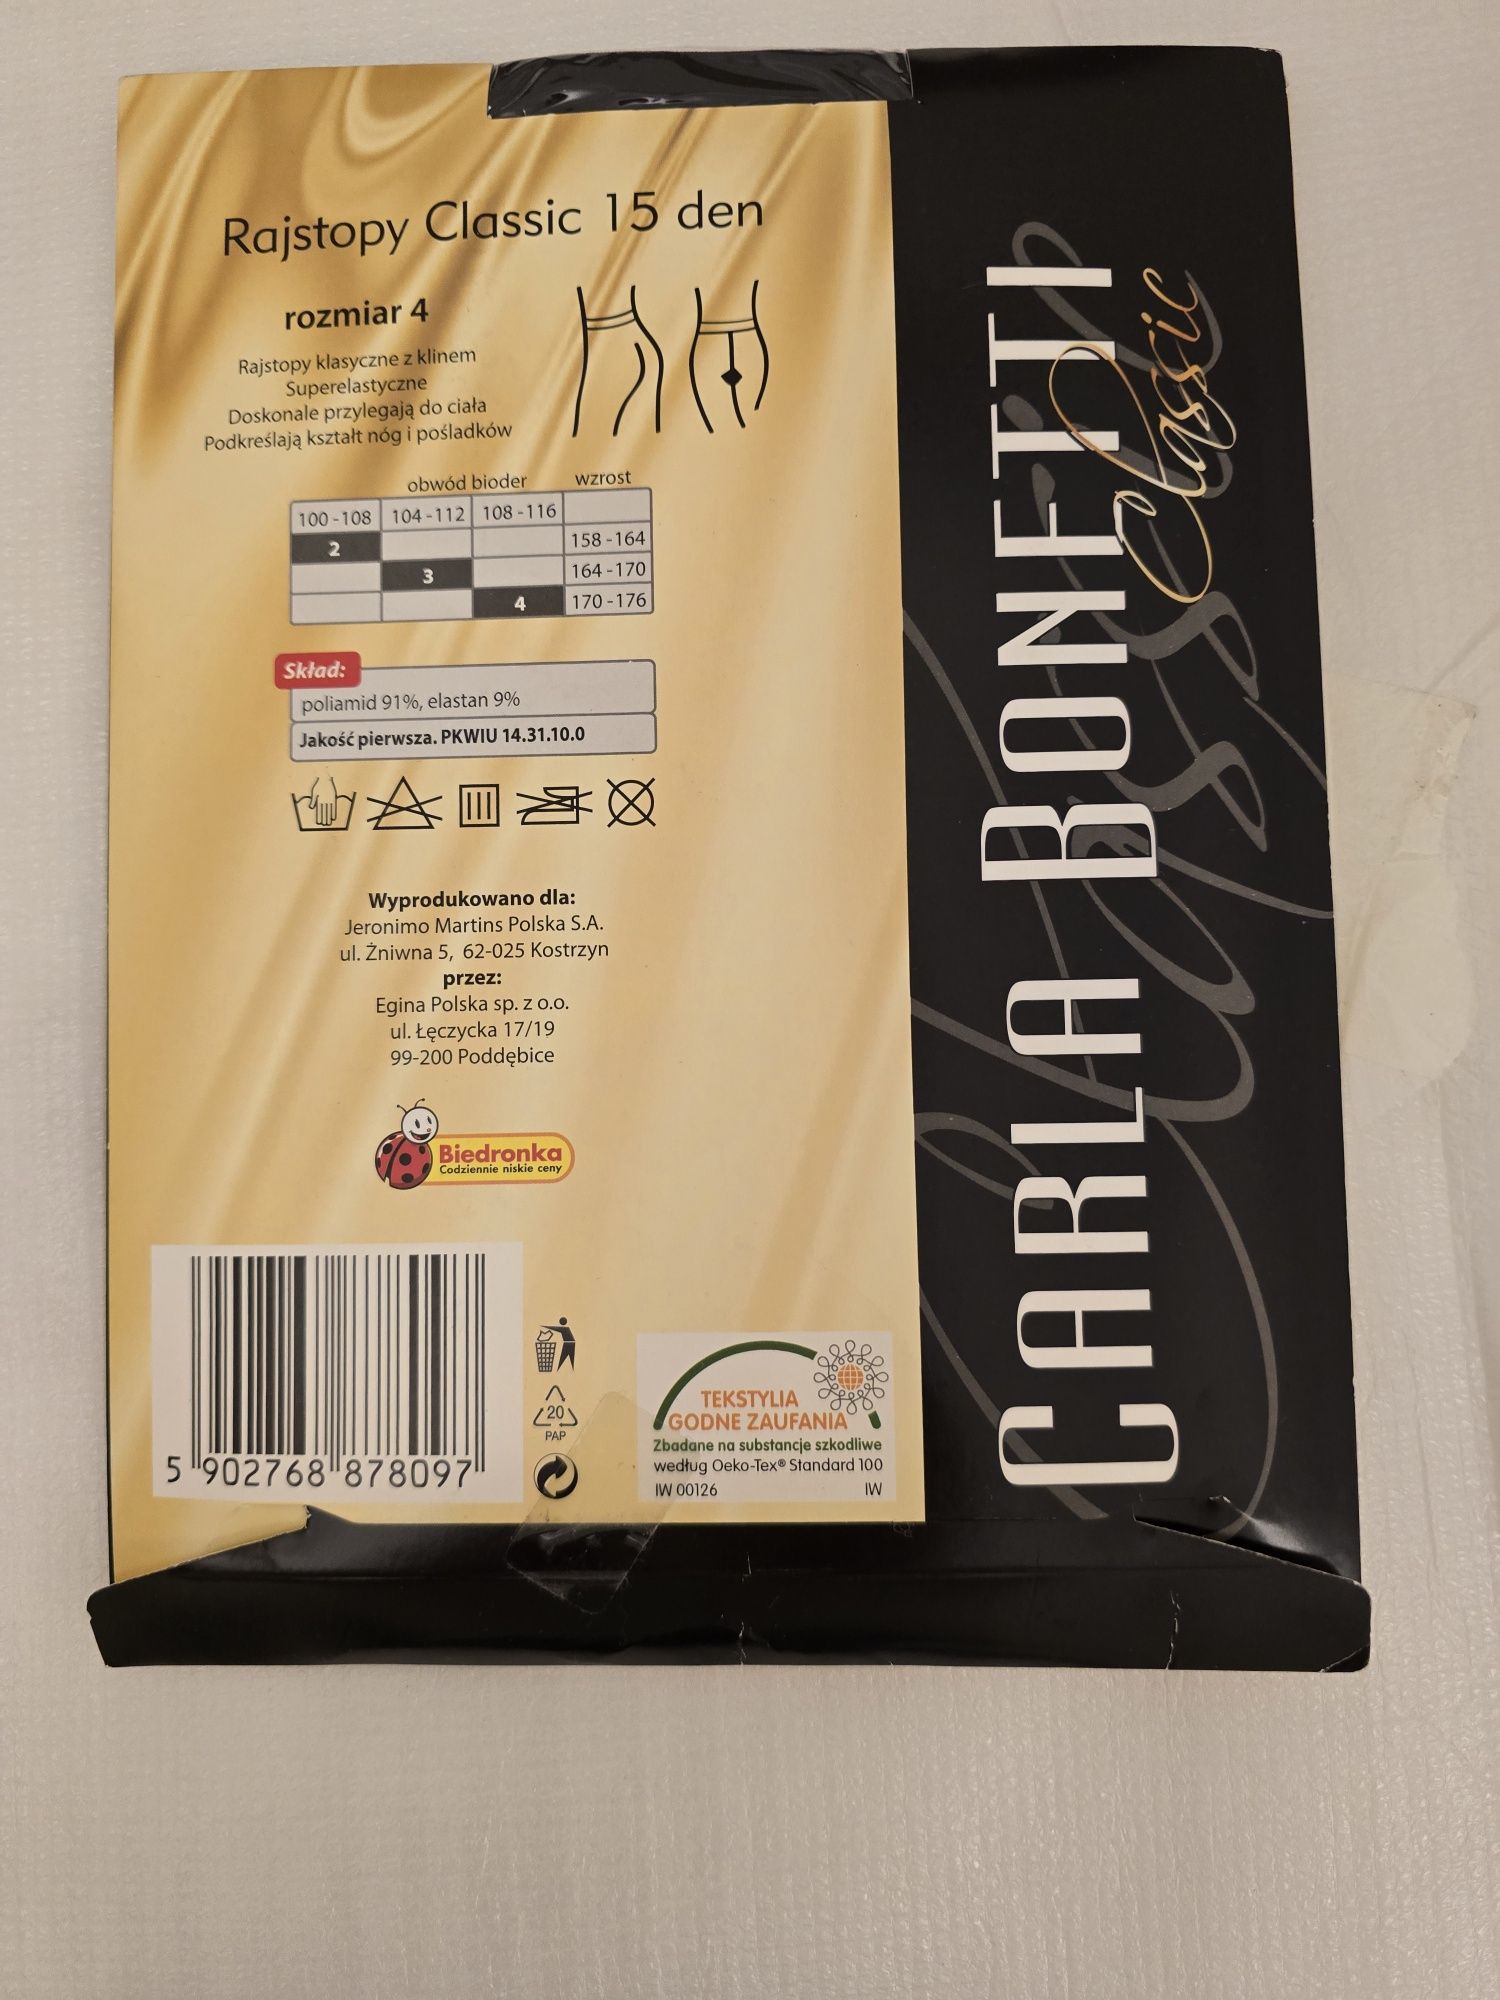 Rajstopy Classic 15 den
rozmiar 4
Rajstopy klasyczne z klinem
Superelastyczne
Doskonale przylegają do ciała
Podkreślają kształt nóg i pośladków
obwód bioder wzrost
100 - 108 104 - 112 108 - 116
2 158 - 164
3 164 - 170
4 170 - 176
Skład:
poliamid 91%, elastan 9%
Jakość pierwsza. PKWIU 14.31.10.0
Wyprodukowano dla:
Jeronimo Martins Polska S.A.
ul. Żniwna 5, 62-025 Kostrzyn
przez:
Egina Polska sp. z o.o.
ul. Łęczycka 17/19
99-200 Poddębice
Biedronka
Codziennie niskie ceny
5 902768 878097
20
PAP
TEKSTYLIA
GODNE ZAUFANIA
Zbadane na substancje szkodliwe
według Oeko-Tex® Standard 100
IW 00126 IW
CARLA BONETTI
Classic
Classic